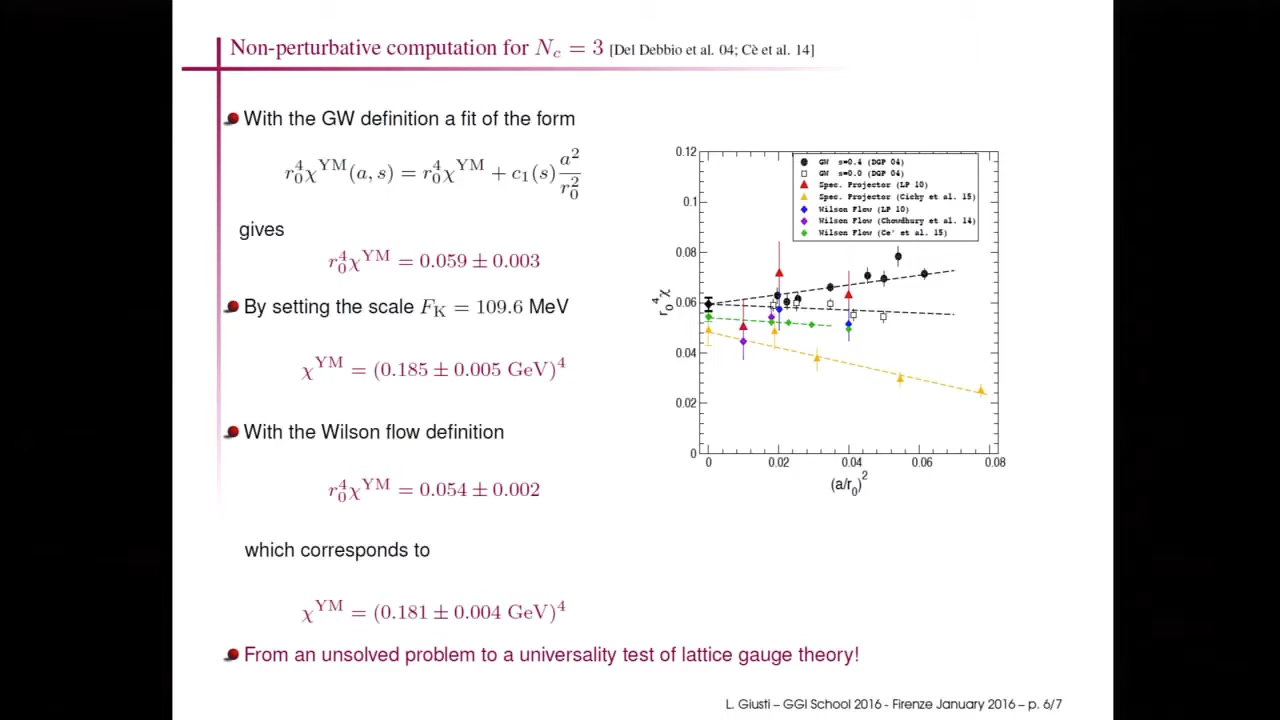 Non-perturbative computation for N_c = 3 [Del Debbio et al. 04; Cè et al. 14]
With the GW definition a fit of the form
r_0^4 χ^YM(a, s) = r_0^4 χ^YM + c_1(s) a^2/r_0^2
gives
r_0^4 χ^YM = 0.059 ± 0.003
By setting the scale F_K = 109.6 MeV
χ^YM = (0.185 ± 0.005 GeV)^4
With the Wilson flow definition
r_0^4 χ^YM = 0.054 ± 0.002
which corresponds to
χ^YM = (0.181 ± 0.004 GeV)^4
From an unsolved problem to a universality test of lattice gauge theory!
0.12
0.1
0.08
0.06
0.04
0.02
0
r_0^4 χ
GW s=0.4 (DGP 04)
GW s=0.0 (DGP 04)
Spec. Projector (LP 10)
Spec. Projector (Cichy et al. 15)
Wilson Flow (LP 10)
Wilson Flow (Chowdhury et al. 14)
Wilson Flow (Ce' et al. 15)
0 0.02 0.04 0.06 0.08
(a/r_0)^2
L. Giusti – GGI School 2016 - Firenze January 2016 – p. 6/7